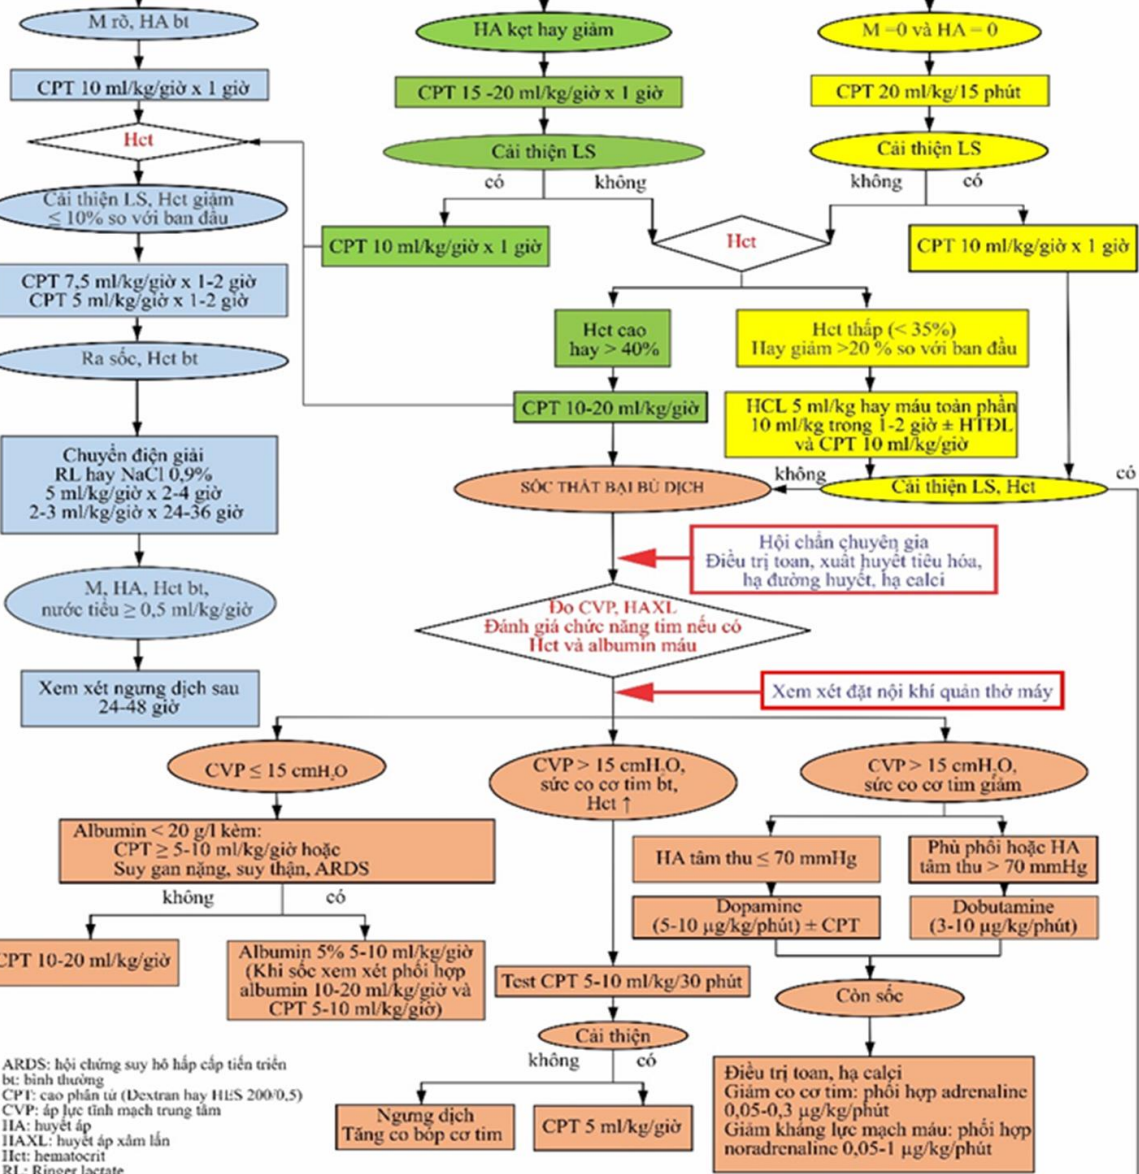 M rõ, HA bt
CPT 10 ml/kg/giờ x 1 giờ
Hct
Cải thiện LS, Hct giảm
≤ 10% so với ban đầu
CPT 7,5 ml/kg/giờ x 1-2 giờ
CPT 5 ml/kg/giờ x 1-2 giờ
Ra sốc, Hct bt
Chuyển điện giải
RL hay NaCl 0,9%
5 ml/kg/giờ x 2-4 giờ
2-3 ml/kg/giờ x 24-36 giờ
M, HA, Hct bt,
nước tiểu ≥ 0,5 ml/kg/giờ
Xem xét ngưng dịch sau
24-48 giờ
HA kẹt hay giảm
CPT 15 -20 ml/kg/giờ x 1 giờ
Cải thiện LS
có
không
CPT 10 ml/kg/giờ x 1 giờ
Hct
Hct cao
hay > 40%
CPT 10-20 ml/kg/giờ
M =0 và HA = 0
CPT 20 ml/kg/15 phút
Cải thiện LS
không
có
CPT 10 ml/kg/giờ x 1 giờ
Hct thấp (< 35%)
Hay giảm >20 % so với ban đầu
HCL 5 ml/kg hay máu toàn phần
10 ml/kg trong 1-2 giờ ± HTĐL
và CPT 10 ml/kg/giờ
Cải thiện LS, Hct
không
có
SỐC THẤT BẠI BÙ DỊCH
Hội chẩn chuyên gia
Điều trị toan, xuất huyết tiêu hóa,
hạ đường huyết, hạ calci
Đo CVP, HAXL
Đánh giá chức năng tim nếu có
Hct và albumin máu
Xem xét đặt nội khí quản thở máy
CVP ≤ 15 cmH2O
Albumin < 20 g/l kèm:
CPT ≥ 5-10 ml/kg/giờ hoặc
Suy gan nặng, suy thận, ARDS
không
có
CPT 10-20 ml/kg/giờ
Albumin 5% 5-10 ml/kg/giờ
(Khi sốc xem xét phối hợp
albumin 10-20 ml/kg/giờ và
CPT 5-10 ml/kg/giờ)
CVP > 15 cmH2O,
sức co cơ tim bt,
Hct ↑
Test CPT 5-10 ml/kg/30 phút
Cải thiện
không
có
Ngưng dịch
Tăng co bóp cơ tim
CPT 5 ml/kg/giờ
CVP > 15 cmH2O,
sức co cơ tim giảm
HA tâm thu ≤ 70 mmHg
Dopamine
(5-10 µg/kg/phút) ± CPT
Phù phổi hoặc HA
tâm thu > 70 mmHg
Dobutamine
(3-10 µg/kg/phút)
Còn sốc
Điều trị toan, hạ calci
Giảm co cơ tim: phối hợp adrenaline
0,05-0,3 µg/kg/phút
Giảm kháng lực mạch máu: phối hợp
noradrenaline 0,05-1 µg/kg/phút
ARDS: hội chứng suy hô hấp cấp tiến triển
bt: bình thường
CPT: cao phân tử (Dextran hay HES 200/0,5)
CVP: áp lực tĩnh mạch trung tâm
HA: huyết áp
HAXL: huyết áp xâm lấn
Hct: hematocrit
RL: Ringer lactate